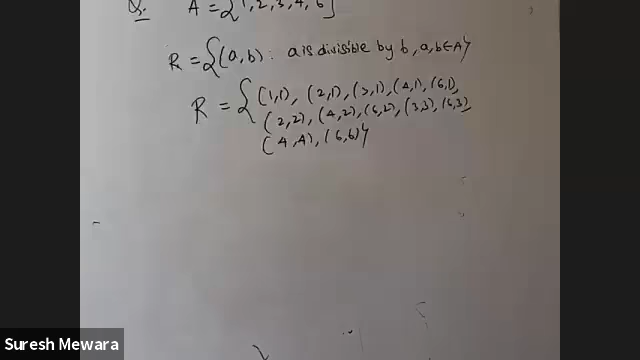 Q. A = {1, 2, 3, 4, 6}
R = {(a, b) : a is divisible by b, a, b ∈ A}
R = {(1,1), (2,1), (3,1), (4,1), (6,1),
(2,2), (4,2), (6,2), (3,3), (6,3),
(4,4), (6,6)}
Suresh Mewara